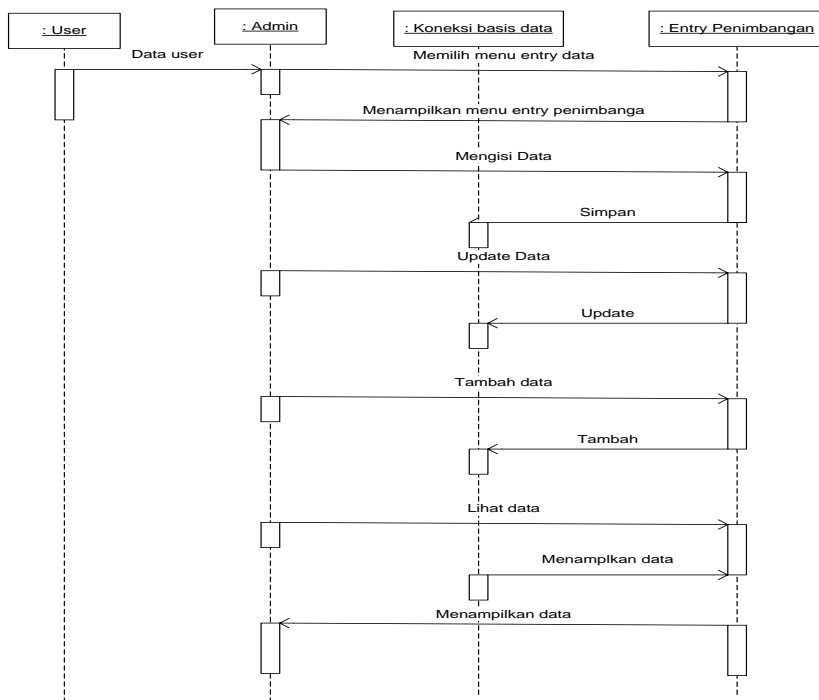 : User
: Admin
: Koneksi basis data
: Entry Penimbangan
Data user
Memilih menu entry data
Menampilkan menu entry penimbanga
Mengisi Data
Simpan
Update Data
Update
Tambah data
Tambah
Lihat data
Menamplkan data
Menampilkan data